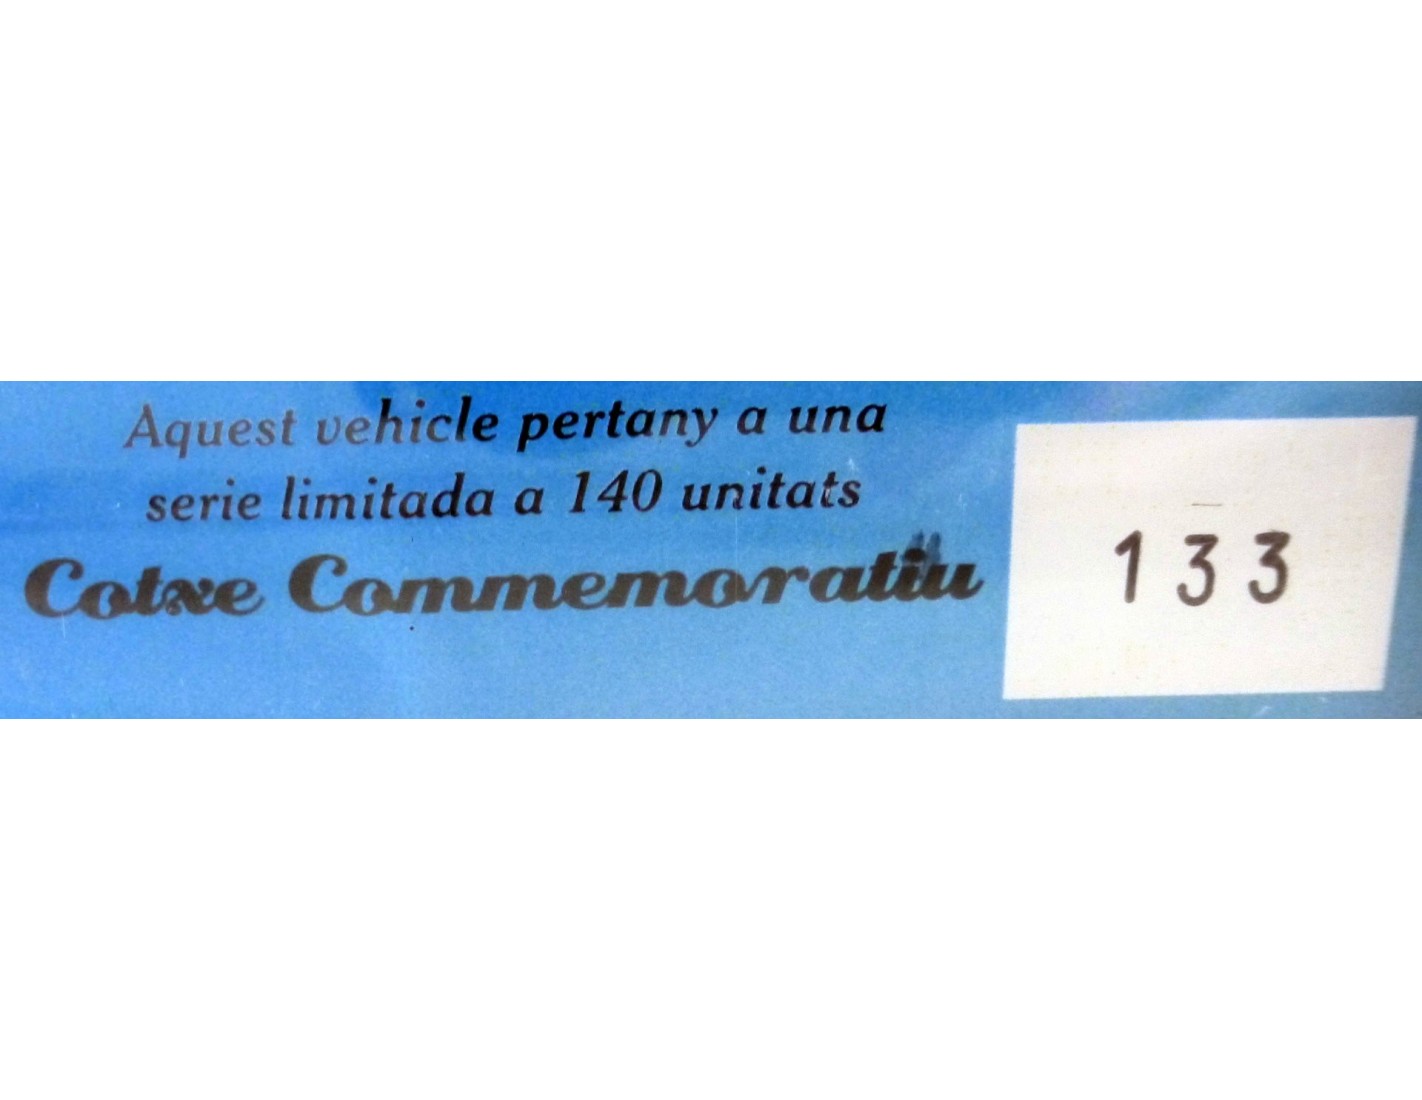 Aquest vehicle pertany a una
serie limitada a 140 unitats
Cotxe Commemoratiu
133